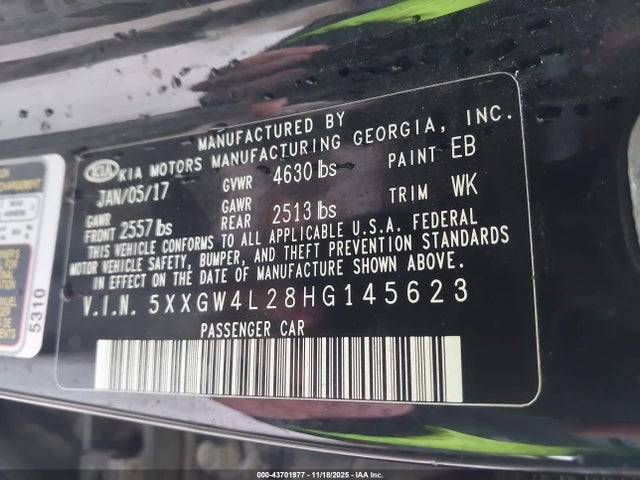 MANUFACTURED BY
KIA KIA MOTORS MANUFACTURING GEORGIA, INC.
JAN/05/17 GVWR 4630 lbs PAINT EB
GAWR FRONT 2557 lbs GAWR REAR 2513 lbs TRIM WK
THIS VEHICLE CONFORMS TO ALL APPLICABLE U.S.A. FEDERAL
MOTOR VEHICLE SAFETY, BUMPER, AND THEFT PREVENTION STANDARDS
IN EFFECT ON THE DATE OF MANUFACTURE SHOWN ABOVE.
V.I.N. 5XXGW4L28HG145623
PASSENGER CAR
5310
000-43701977 - 11/18/2025 - IAA Inc.